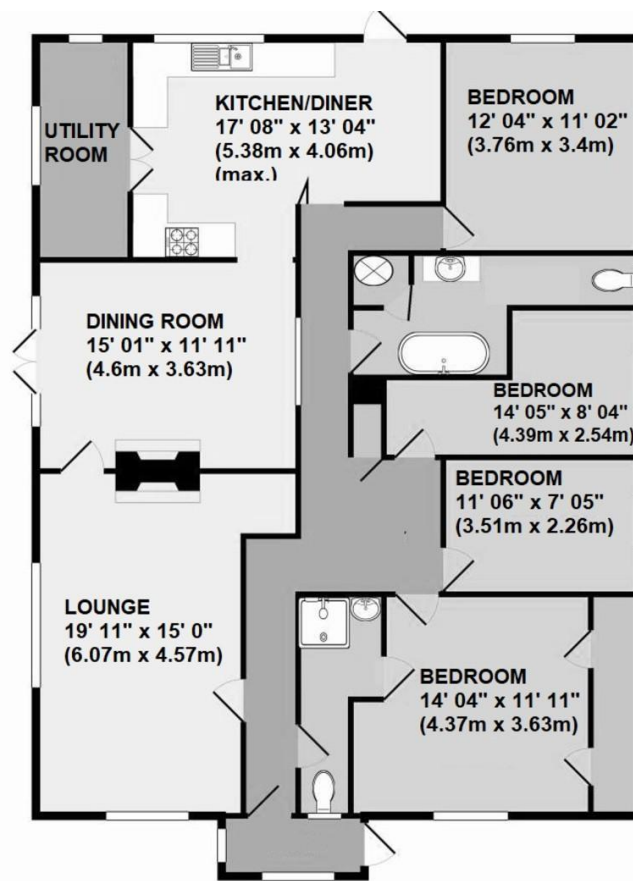 KITCHEN/DINER
17' 08" x 13' 04"
(5.38m x 4.06m)
(max.)
BEDROOM
12' 04" x 11' 02"
(3.76m x 3.4m)
UTILITY
ROOM
DINING ROOM
15' 01" x 11' 11"
(4.6m x 3.63m)
BEDROOM
14' 05" x 8' 04"
(4.39m x 2.54m)
BEDROOM
11' 06" x 7' 05"
(3.51m x 2.26m)
LOUNGE
19' 11" x 15' 0"
(6.07m x 4.57m)
BEDROOM
14' 04" x 11' 11"
(4.37m x 3.63m)